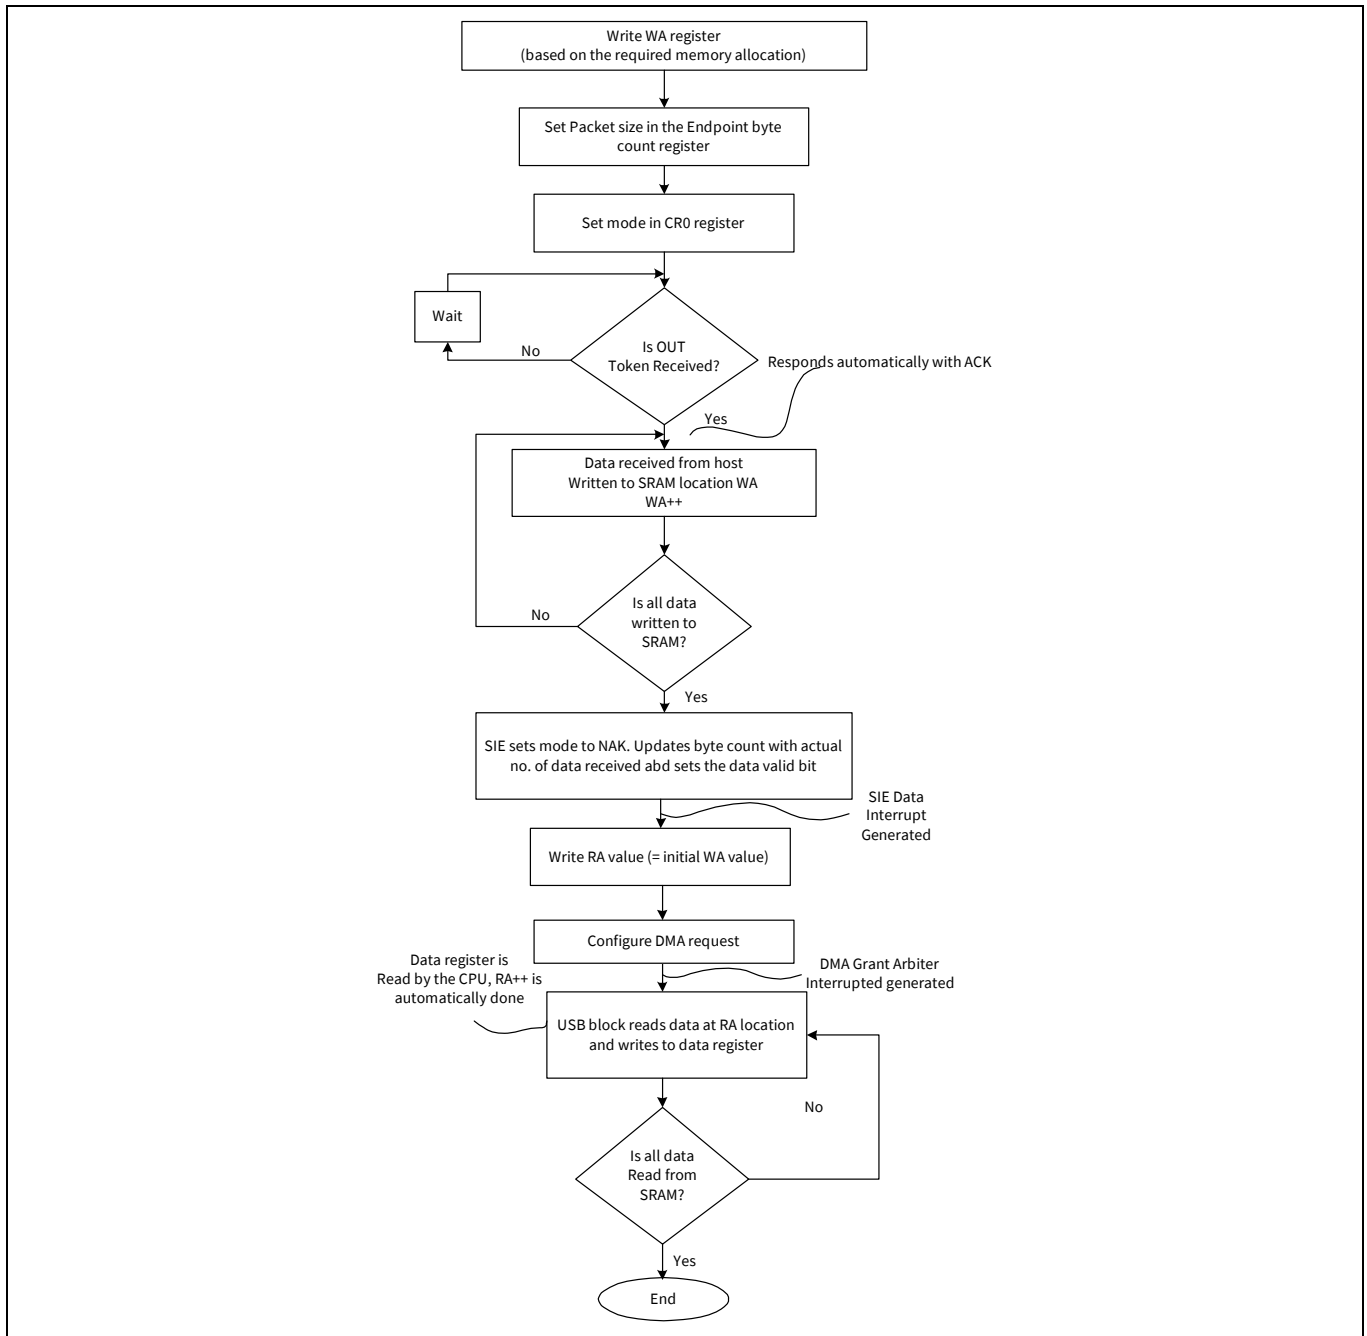 Write WA register
(based on the required memory allocation)
Set Packet size in the Endpoint byte
count register
Set mode in CR0 register
Wait
No
Is OUT
Token Received?
Responds automatically with ACK
Yes
Data received from host
Written to SRAM location WA
WA++
No
Is all data
written to
SRAM?
Yes
SIE sets mode to NAK. Updates byte count with actual
no. of data received abd sets the data valid bit
SIE Data
Interrupt
Generated
Write RA value (= initial WA value)
Configure DMA request
Data register is
Read by the CPU, RA++ is
automatically done
DMA Grant Arbiter
Interrupted generated
USB block reads data at RA location
and writes to data register
No
Is all data
Read from
SRAM?
Yes
End